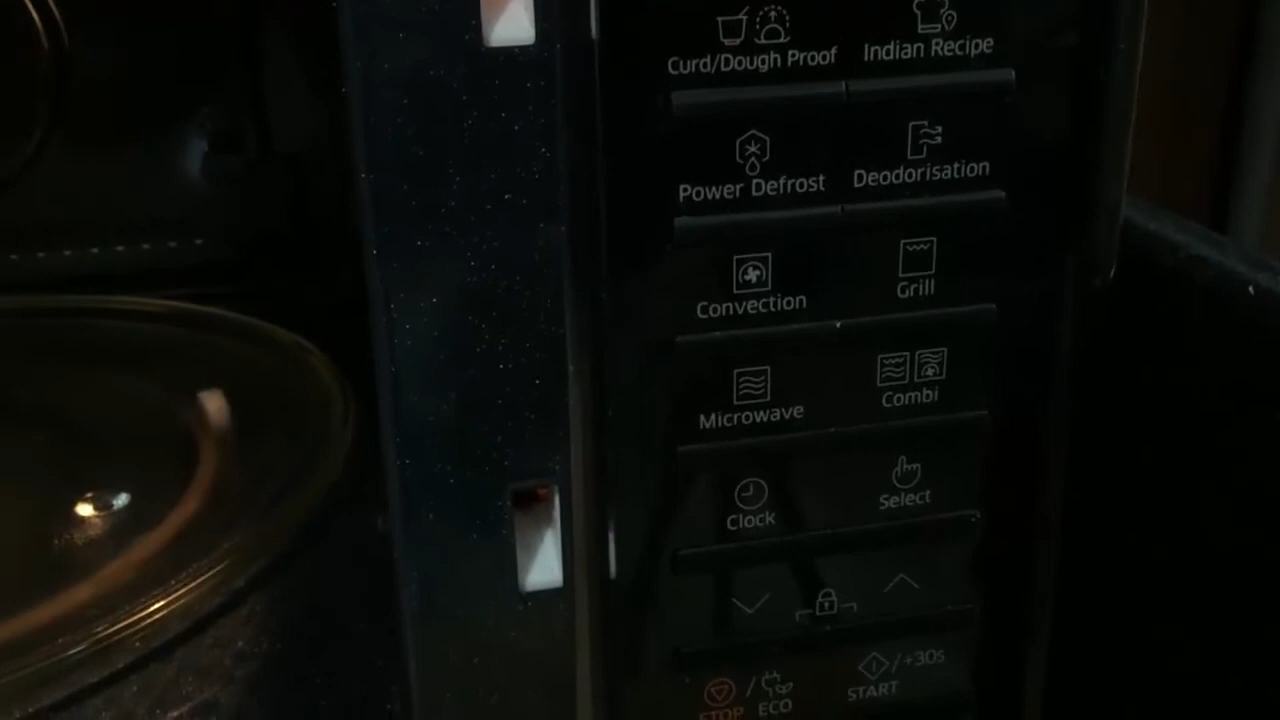 Curd/Dough Proof Indian Recipe
Power Defrost Deodorisation
Convection Grill
Microwave Combi
Clock Select
/ /+30s
STOP ECO START